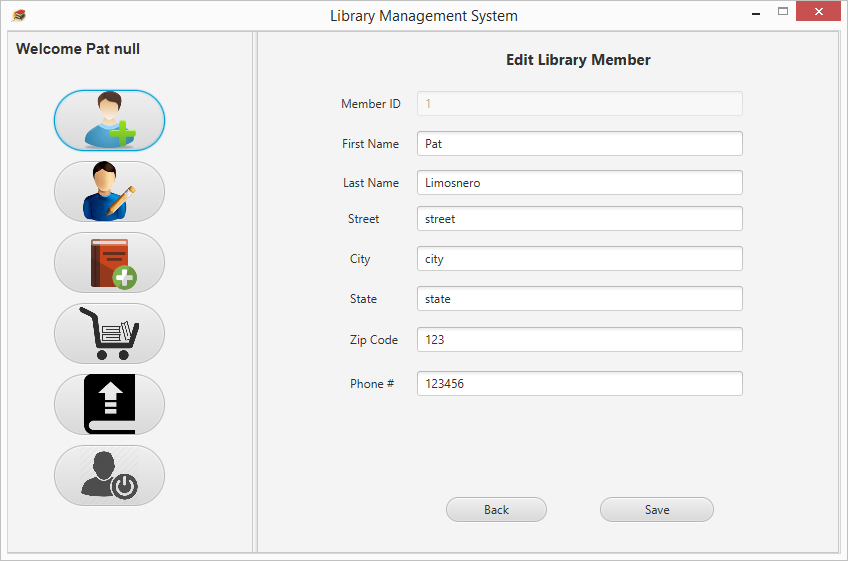 Library Management System
Welcome Pat null
Edit Library Member
Member ID 1
First Name Pat
Last Name Limosnero
Street street
City city
State state
Zip Code 123
Phone # 123456
Back Save